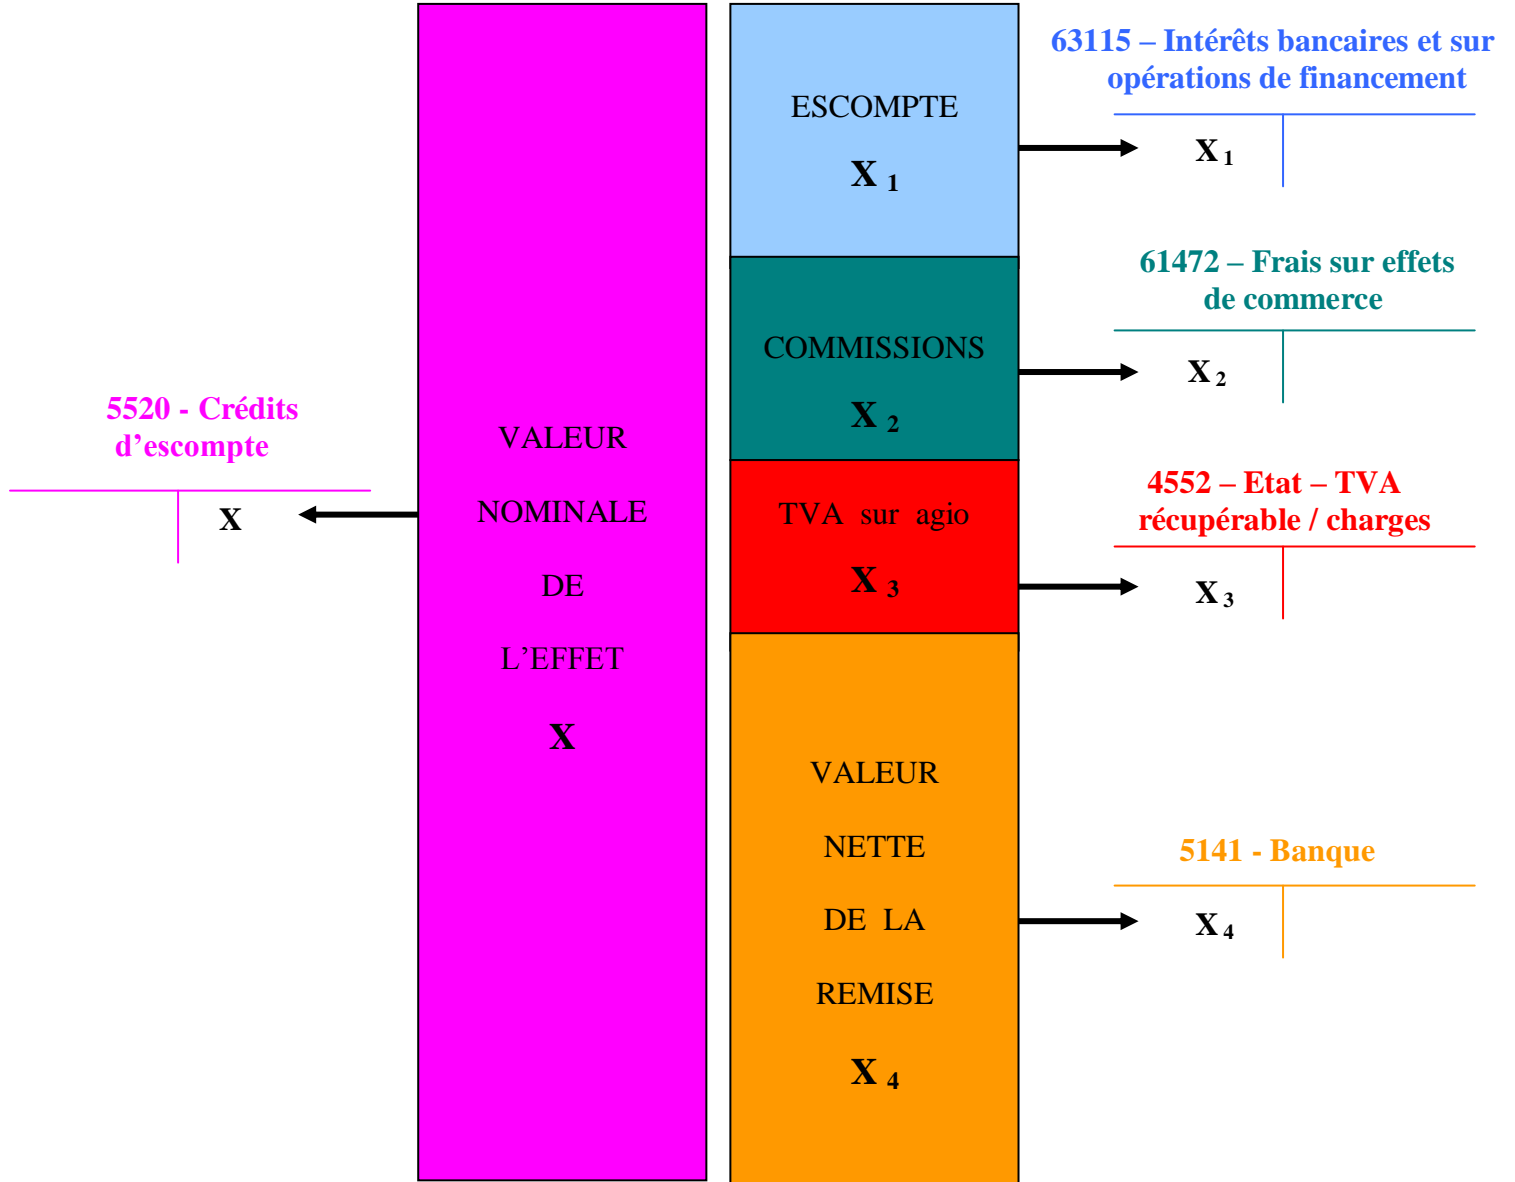 5520 - Crédits
d’escompte
X
VALEUR
NOMINALE
DE
L’EFFET
X
ESCOMPTE
X 1
COMMISSIONS
X 2
TVA sur agio
X 3
VALEUR
NETTE
DE LA
REMISE
X 4
63115 – Intérêts bancaires et sur
opérations de financement
X 1
61472 – Frais sur effets
de commerce
X 2
4552 – Etat – TVA
récupérable / charges
X 3
5141 - Banque
X 4